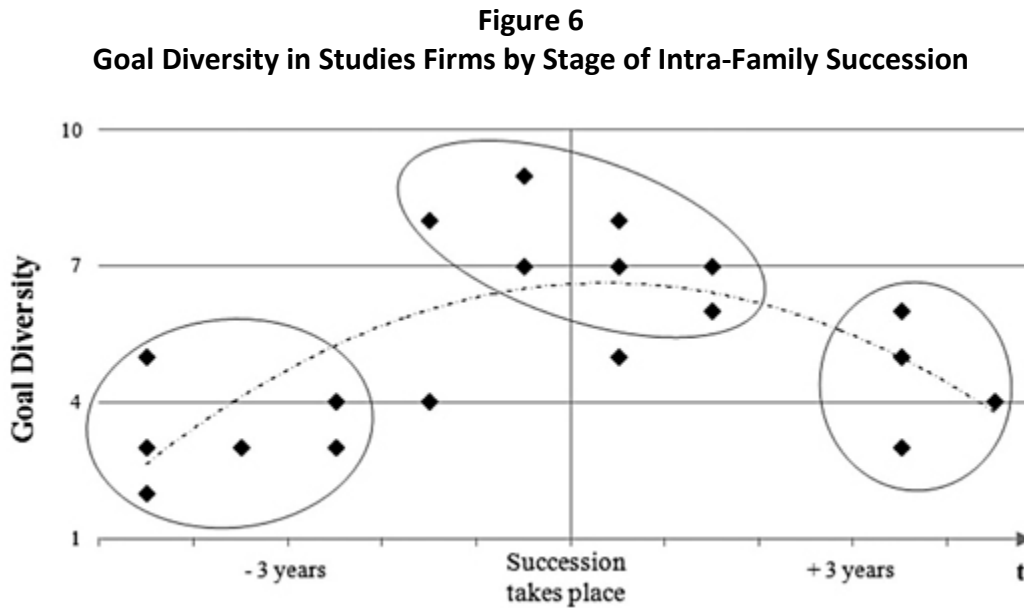 Figure 6
Goal Diversity in Studies Firms by Stage of Intra-Family Succession
10
7
4
1
Goal Diversity
- 3 years
Succession
takes place
+ 3 years
t